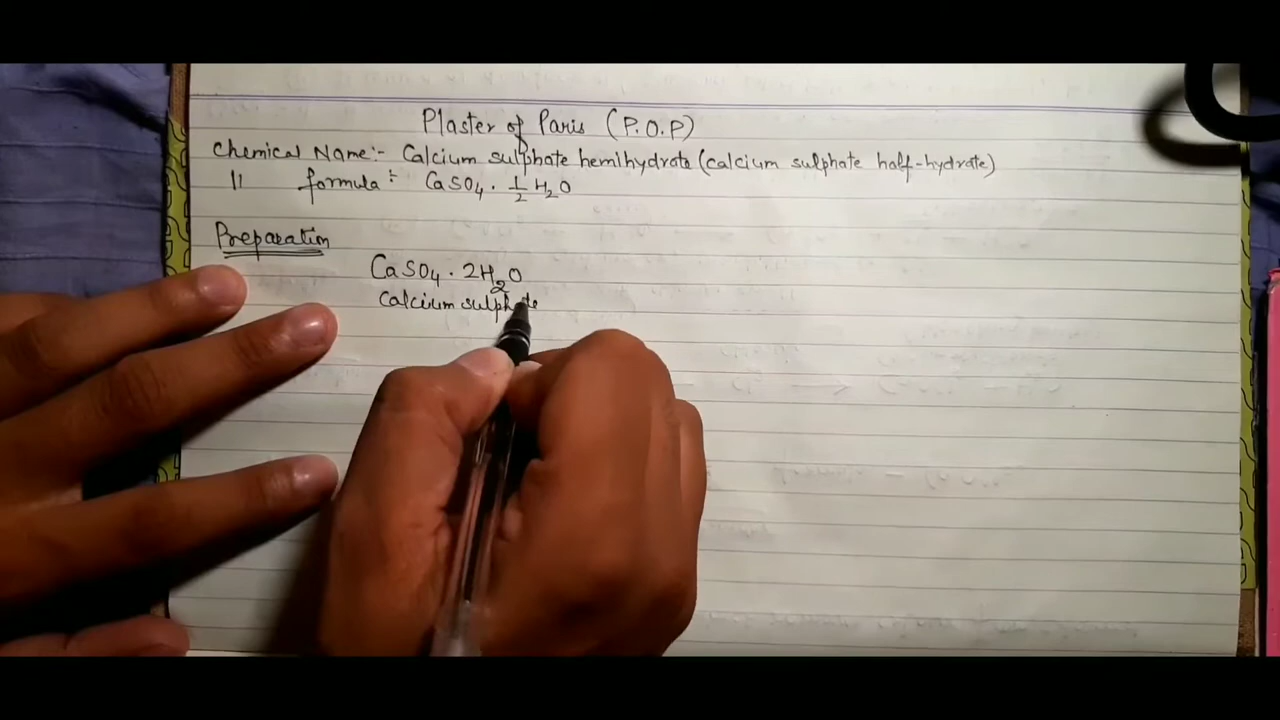 Plaster of Paris (P.O.P)
Chemical Name:- Calcium sulphate hemihydrate (calcium sulphate half-hydrate)
〃 formula :- CaSO₄ · ½ H₂O
Preparation
CaSO₄ · 2H₂O
Calcium sulphate